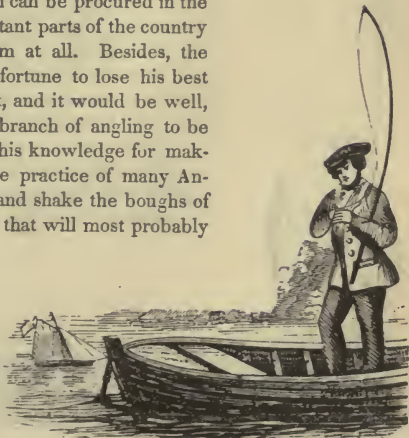 n can be procured in the
tant parts of the country
m at all. Besides, the
fortune to lose his best
, and it would be well,
branch of angling to be
his knowledge for mak-
e practice of many An-
and shake the boughs of
that will most probably